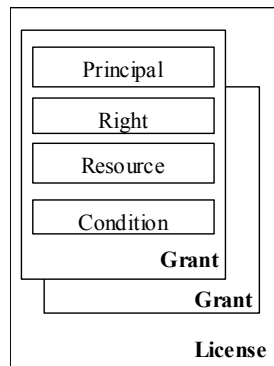 Principal
Right
Resource
Condition
Grant
Grant
License